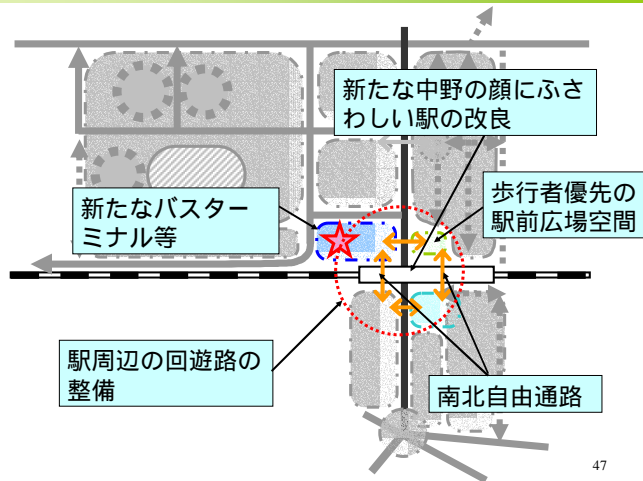 新たな中野の顔にふさ
わしい駅の改良
歩行者優先の
駅前広場空間
新たなバスター
ミナル等
駅周辺の回遊路の
整備
南北自由通路
47